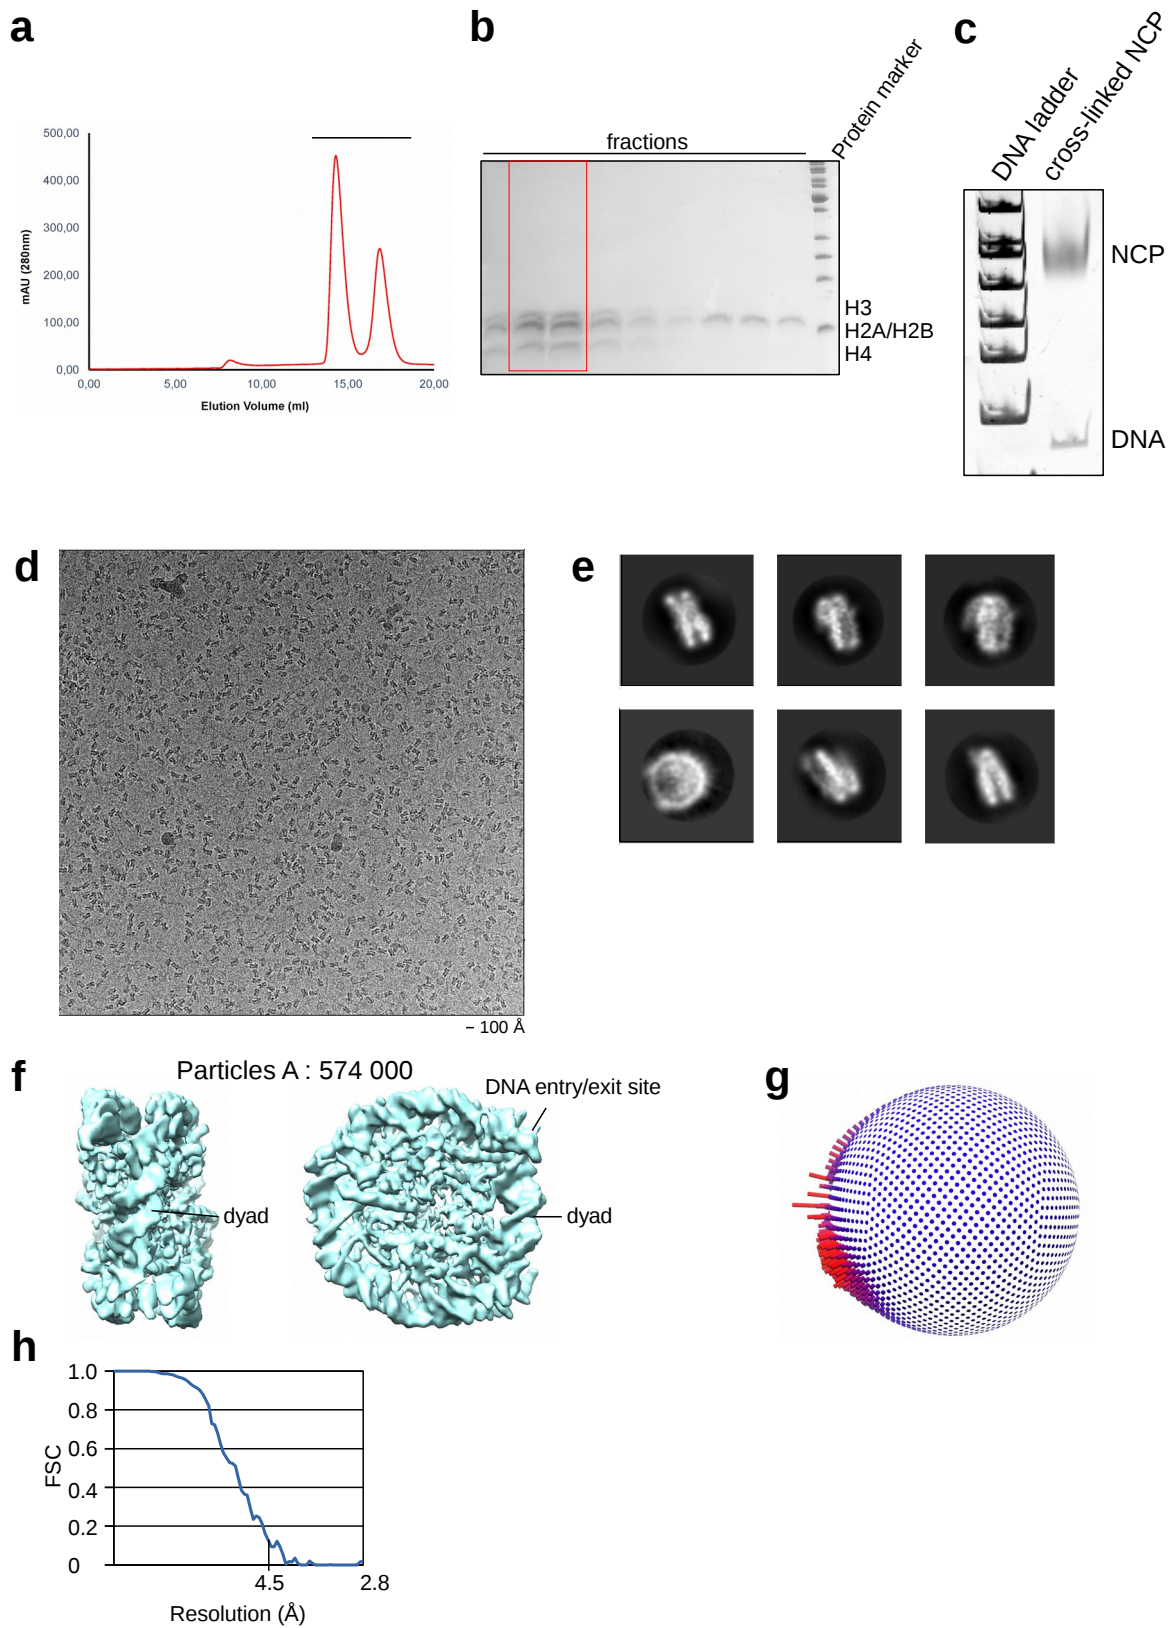 a
500,00
400,00
300,00
200,00
100,00
0,00
mAU (280nm)
0,00 5,00 10,00 15,00 20,00
Elution Volume (ml)
b
fractions
Protein marker
H3
H2A/H2B
H4
c
DNA ladder
cross-linked NCP
NCP
DNA
d
− 100 Å
e
f
Particles A : 574 000
DNA entry/exit site
dyad
dyad
g
h
1.0
0.8
0.6
0.4
0.2
0
FSC
4.5 2.8
Resolution (Å)